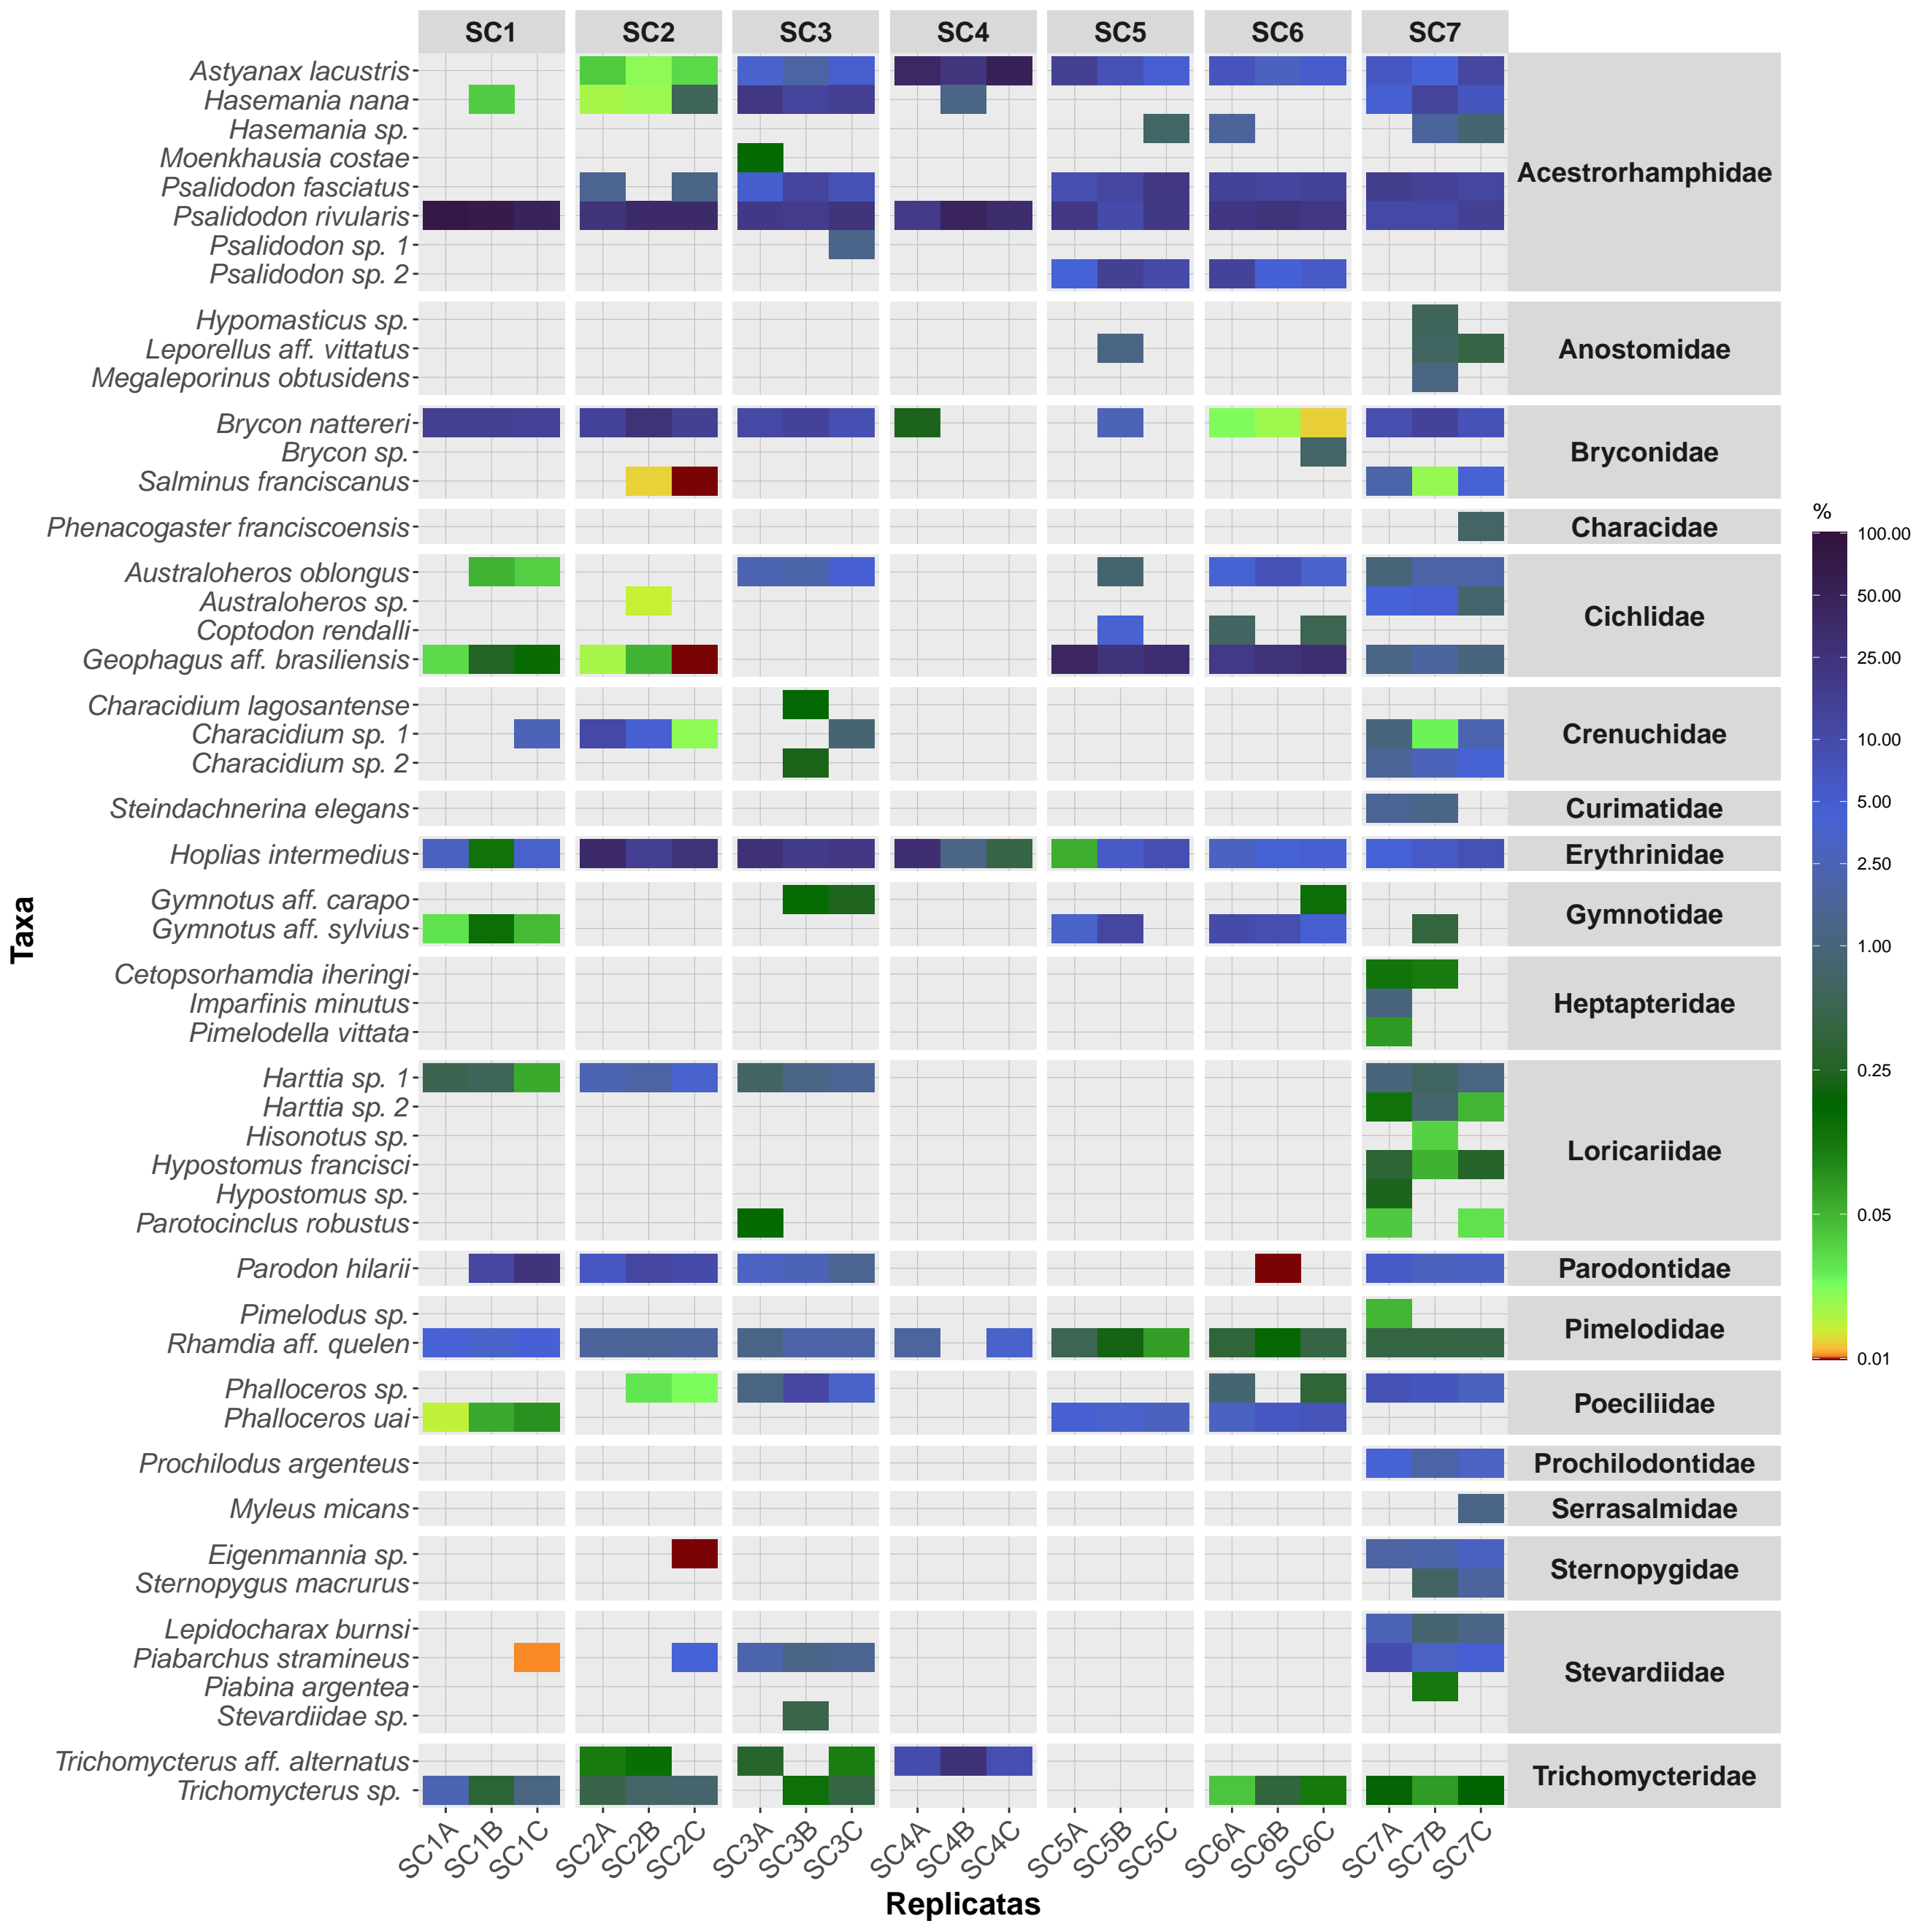 SC1 SC2 SC3 SC4 SC5 SC6 SC7
Astyanax lacustris
Hasemania nana
Hasemania sp.
Moenkhausia costae
Psalidodon fasciatus
Psalidodon rivularis
Psalidodon sp. 1
Psalidodon sp. 2
Acestrorhamphidae
Hypomasticus sp.
Leporellus aff. vittatus
Megaleporinus obtusidens
Anostomidae
Brycon nattereri
Brycon sp.
Salminus franciscanus
Bryconidae
Phenacogaster franciscoensis
Characidae
Australoheros oblongus
Australoheros sp.
Coptodon rendalli
Geophagus aff. brasiliensis
Cichlidae
Characidium lagosantense
Characidium sp. 1
Characidium sp. 2
Crenuchidae
Steindachnerina elegans
Curimatidae
Hoplias intermedius
Erythrinidae
Gymnotus aff. carapo
Gymnotus aff. sylvius
Gymnotidae
Cetopsorhamdia iheringi
Imparfinis minutus
Pimelodella vittata
Heptapteridae
Harttia sp. 1
Harttia sp. 2
Hisonotus sp.
Hypostomus francisci
Hypostomus sp.
Parotocinclus robustus
Loricariidae
Parodon hilarii
Parodontidae
Pimelodus sp.
Rhamdia aff. quelen
Pimelodidae
Phalloceros sp.
Phalloceros uai
Poeciliidae
Prochilodus argenteus
Prochilodontidae
Myleus micans
Serrasalmidae
Eigenmannia sp.
Sternopygus macrurus
Sternopygidae
Lepidocharax burnsi
Piabarchus stramineus
Piabina argentea
Stevardiidae sp.
Stevardiidae
Trichomycterus aff. alternatus
Trichomycterus sp.
Trichomycteridae
SC1A SC1B SC1C SC2A SC2B SC2C SC3A SC3B SC3C SC4A SC4B SC4C SC5A SC5B SC5C SC6A SC6B SC6C SC7A SC7B SC7C
Replicatas
Taxa
%
100.00
50.00
25.00
10.00
5.00
2.50
1.00
0.25
0.05
0.01